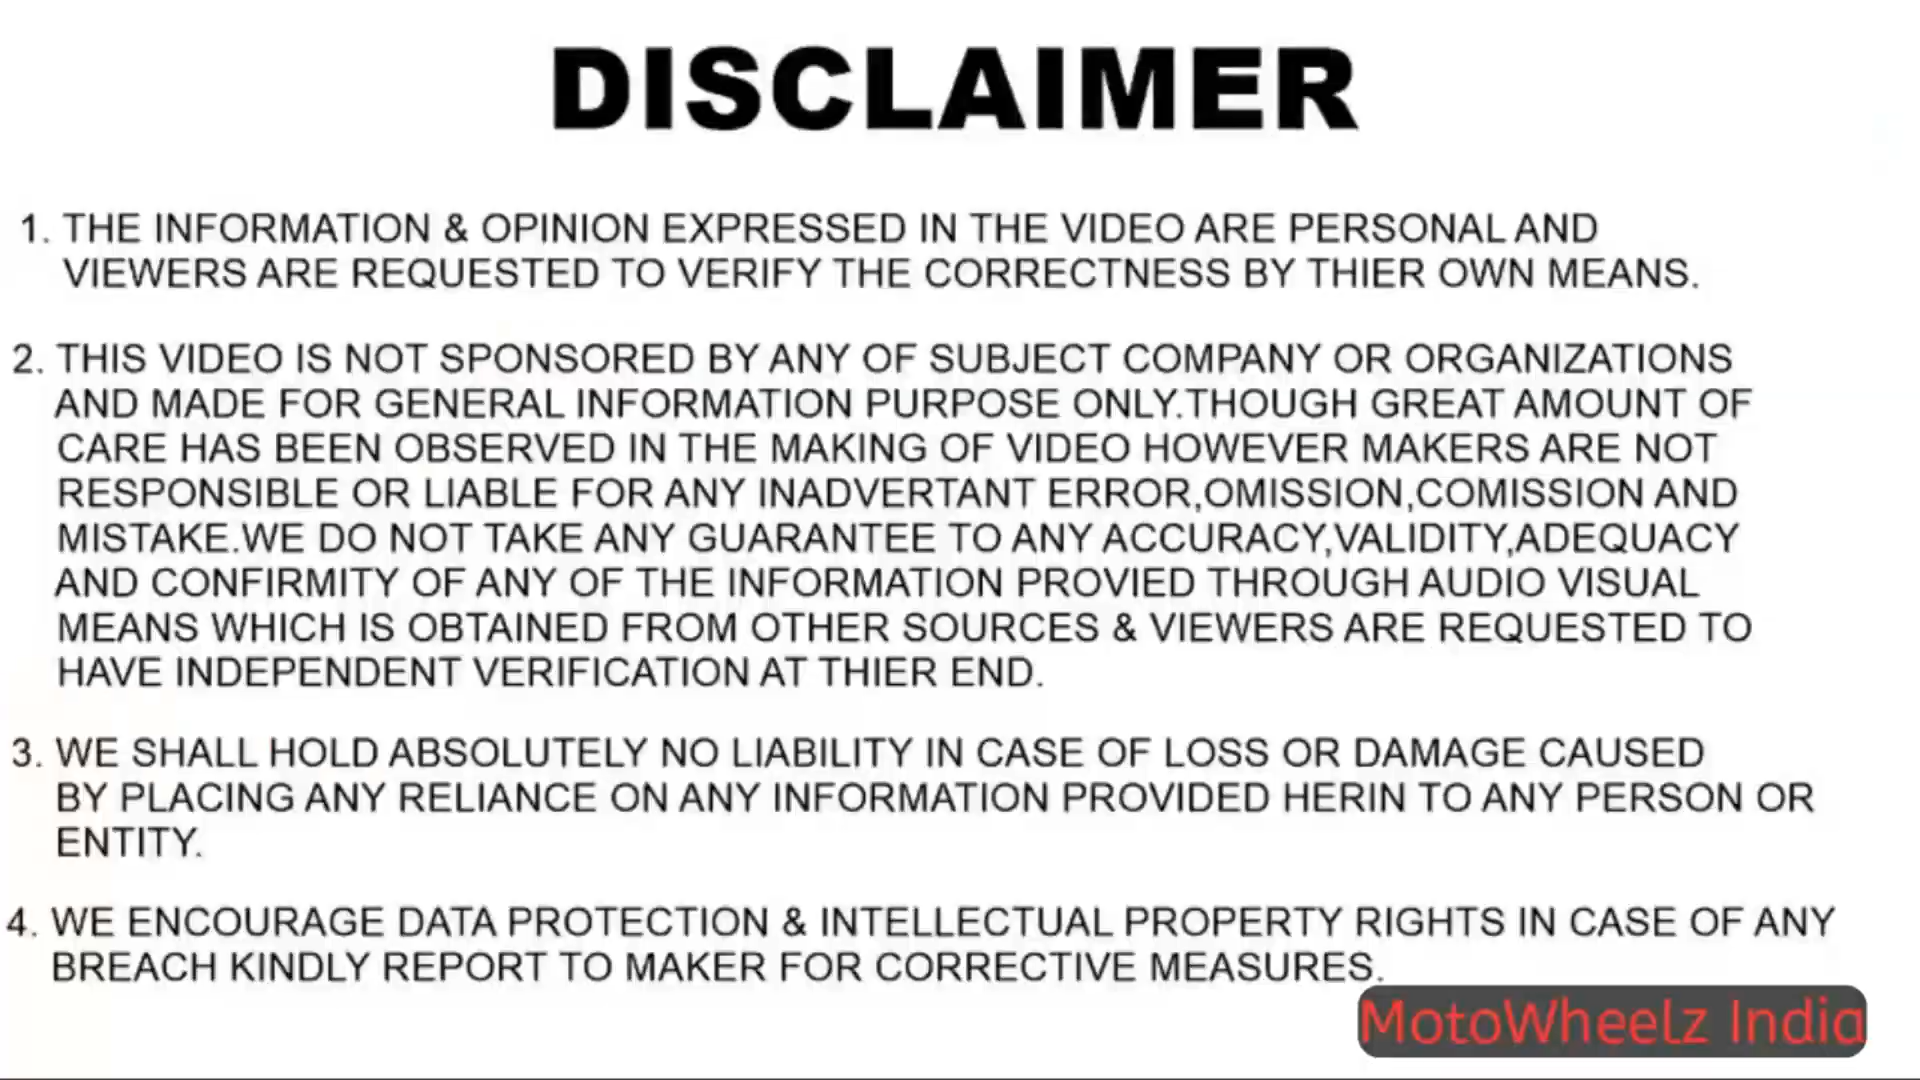 DISCLAIMER
1. THE INFORMATION & OPINION EXPRESSED IN THE VIDEO ARE PERSONAL AND
VIEWERS ARE REQUESTED TO VERIFY THE CORRECTNESS BY THIER OWN MEANS.
2. THIS VIDEO IS NOT SPONSORED BY ANY OF SUBJECT COMPANY OR ORGANIZATIONS
AND MADE FOR GENERAL INFORMATION PURPOSE ONLY.THOUGH GREAT AMOUNT OF
CARE HAS BEEN OBSERVED IN THE MAKING OF VIDEO HOWEVER MAKERS ARE NOT
RESPONSIBLE OR LIABLE FOR ANY INADVERTANT ERROR,OMISSION,COMISSION AND
MISTAKE.WE DO NOT TAKE ANY GUARANTEE TO ANY ACCURACY,VALIDITY,ADEQUACY
AND CONFIRMITY OF ANY OF THE INFORMATION PROVIED THROUGH AUDIO VISUAL
MEANS WHICH IS OBTAINED FROM OTHER SOURCES & VIEWERS ARE REQUESTED TO
HAVE INDEPENDENT VERIFICATION AT THIER END.
3. WE SHALL HOLD ABSOLUTELY NO LIABILITY IN CASE OF LOSS OR DAMAGE CAUSED
BY PLACING ANY RELIANCE ON ANY INFORMATION PROVIDED HERIN TO ANY PERSON OR
ENTITY.
4. WE ENCOURAGE DATA PROTECTION & INTELLECTUAL PROPERTY RIGHTS IN CASE OF ANY
BREACH KINDLY REPORT TO MAKER FOR CORRECTIVE MEASURES.
MotoWheelz India